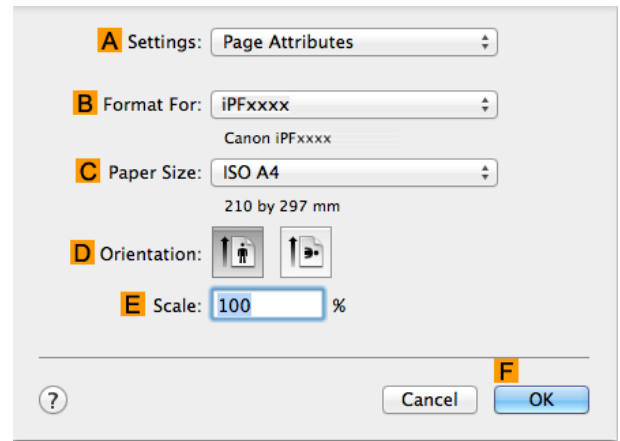 A Settings: Page Attributes
B Format For: iPFxxxx
Canon iPFxxxx
C Paper Size: ISO A4
210 by 297 mm
D Orientation:
E Scale: 100 %
F
? Cancel OK